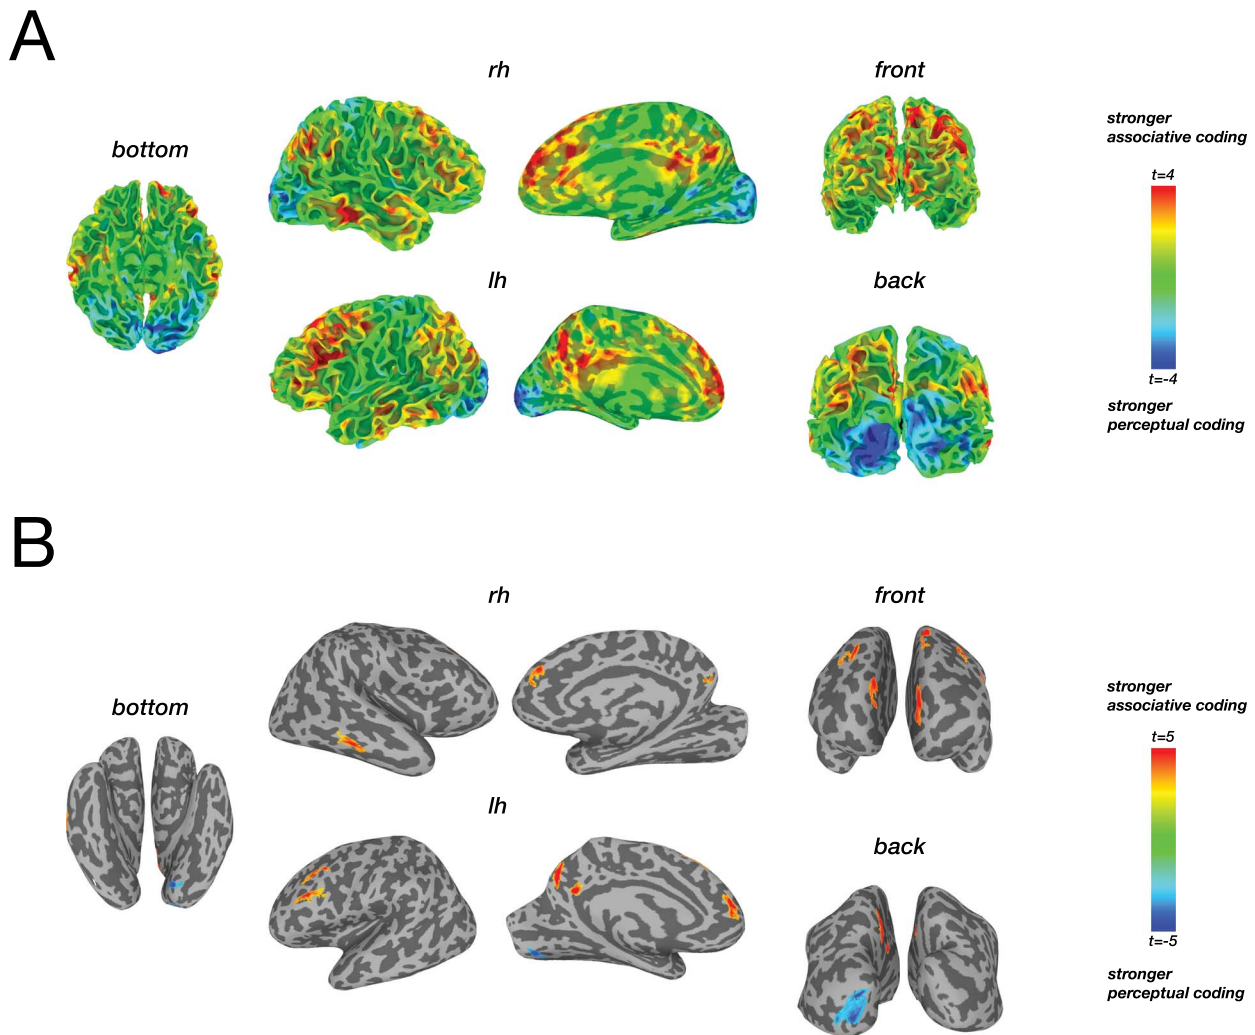 A
rh
front
bottom
stronger
associative coding
t=4
lh
back
t=-4
stronger
perceptual coding
B
rh
front
bottom
stronger
associative coding
t=5
lh
back
t=-5
stronger
perceptual coding